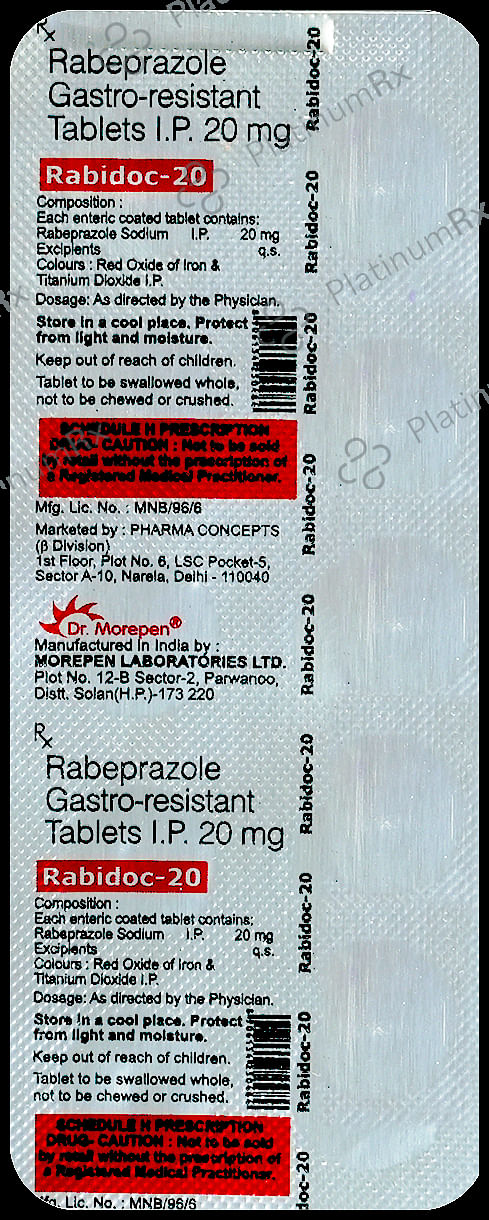 Rx
Rabeprazole
Gastro-resistant
Tablets I.P. 20 mg
Rabidoc-20
Composition :
Each enteric coated tablet contains:
Rabeprazole Sodium I.P. 20 mg
Excipients q.s.
Colours : Red Oxide of Iron &
Titanium Dioxide I.P.
Dosage: As directed by the Physician.
Store in a cool place. Protect
from light and moisture.
Keep out of reach of children.
Tablet to be swallowed whole,
not to be chewed or crushed.
SCHEDULE H PRESCRIPTION
DRUG- CAUTION : Not to be sold
by retail without the prescription of
a Registered Medical Practitioner.
Mfg. Lic. No. : MNB/96/6
Marketed by : PHARMA CONCEPTS
(β Division)
1st Floor, Plot No. 6, LSC Pocket-5,
Sector A-10, Narela, Delhi - 110040
Dr. Morepen®
Manufactured in India by :
MOREPEN LABORATORIES LTD.
Plot No. 12-B Sector-2, Parwanoo,
Distt. Solan(H.P.)-173 220
Rx
Rabeprazole
Gastro-resistant
Tablets I.P. 20 mg
Rabidoc-20
Composition :
Each enteric coated tablet contains:
Rabeprazole Sodium I.P. 20 mg
Excipients q.s.
Colours : Red Oxide of Iron &
Titanium Dioxide I.P.
Dosage: As directed by the Physician.
Store in a cool place. Protect
from light and moisture.
Keep out of reach of children.
Tablet to be swallowed whole,
not to be chewed or crushed.
SCHEDULE H PRESCRIPTION
DRUG- CAUTION : Not to be sold
by retail without the prescription of
a Registered Medical Practitioner.
Mfg. Lic. No. : MNB/96/6
Rabidoc-20
Rabidoc-20
Rabidoc-20
Rabidoc-20
Rabidoc-20
Rabidoc-20
Rabidoc-20
Rabidoc-20
doc-20
PlatinumRx
PlatinumRx
PlatinumRx
Platinu
inumRx